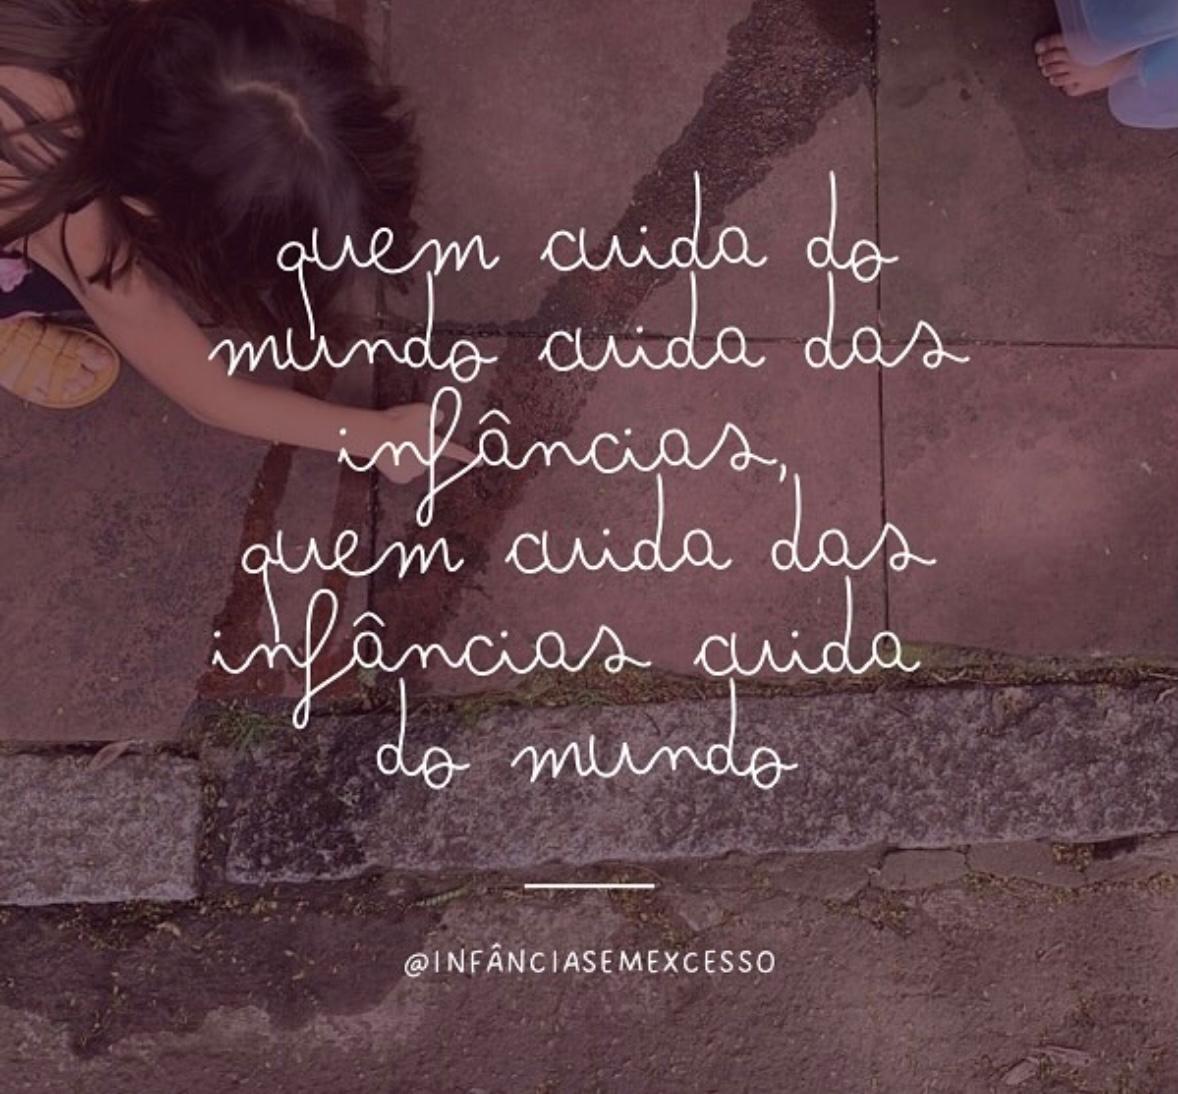 quem cuida do
mundo cuida das
infâncias,
quem cuida das
infâncias cuida
do mundo
@INFÂNCIASEMEXCESSO